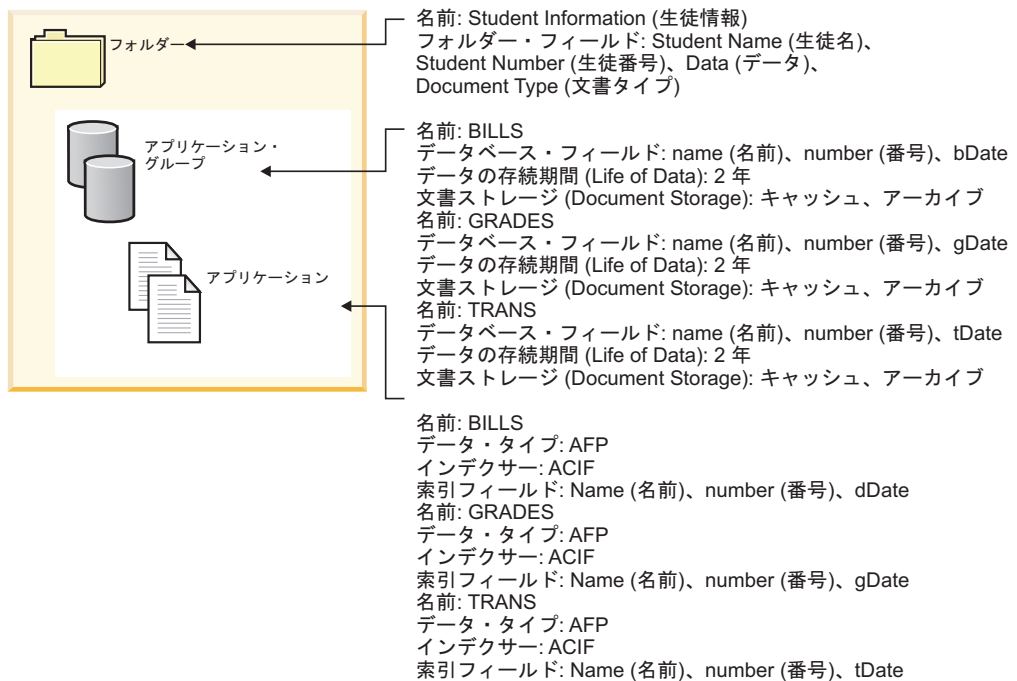 フォルダー
名前: Student Information (生徒情報)
フォルダー・フィールド: Student Name (生徒名)、
Student Number (生徒番号)、Data (データ)、
Document Type (文書タイプ)
アプリケーション・
グループ
名前: BILLS
データベース・フィールド: name (名前)、number (番号)、bDate
データの存続期間 (Life of Data): 2 年
文書ストレージ (Document Storage): キャッシュ、アーカイブ
名前: GRADES
データベース・フィールド: name (名前)、number (番号)、gDate
データの存続期間 (Life of Data): 2 年
文書ストレージ (Document Storage): キャッシュ、アーカイブ
名前: TRANS
データベース・フィールド: name (名前)、number (番号)、tDate
データの存続期間 (Life of Data): 2 年
文書ストレージ (Document Storage): キャッシュ、アーカイブ
アプリケーション
名前: BILLS
データ・タイプ: AFP
インデクサー: ACIF
索引フィールド: Name (名前)、number (番号)、dDate
名前: GRADES
データ・タイプ: AFP
インデクサー: ACIF
索引フィールド: Name (名前)、number (番号)、gDate
名前: TRANS
データ・タイプ: AFP
インデクサー: ACIF
索引フィールド: Name (名前)、number (番号)、tDate